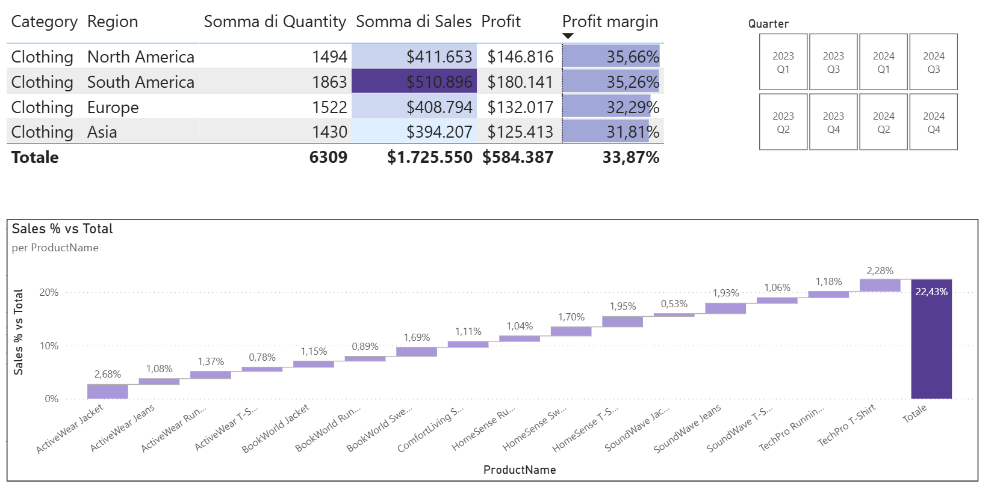 Category Region Somma di Quantity Somma di Sales Profit Profit margin
Clothing North America 1494 $411.653 $146.816 35,66%
Clothing South America 1863 $510.896 $180.141 35,26%
Clothing Europe 1522 $408.794 $132.017 32,29%
Clothing Asia 1430 $394.207 $125.413 31,81%
Totale 6309 $1.725.550 $584.387 33,87%
Quarter
2023 Q1
2023 Q3
2024 Q1
2024 Q3
2023 Q2
2023 Q4
2024 Q2
2024 Q4
Sales % vs Total
per ProductName
Sales % vs Total
20%
10%
0%
2,68%
1,08%
1,37%
0,78%
1,15%
0,89%
1,69%
1,11%
1,04%
1,70%
1,95%
0,53%
1,93%
1,06%
1,18%
2,28%
22,43%
ActiveWear Jacket
ActiveWear Jeans
ActiveWear Run...
ActiveWear T-S...
BookWorld Jacket
BookWorld Run...
BookWorld Swe...
ComfortLiving S...
HomeSense Ru...
HomeSense Sw...
HomeSense T-S...
SoundWave Jac...
SoundWave Jeans
SoundWave T-S...
TechPro Runnin...
TechPro T-Shirt
Totale
ProductName